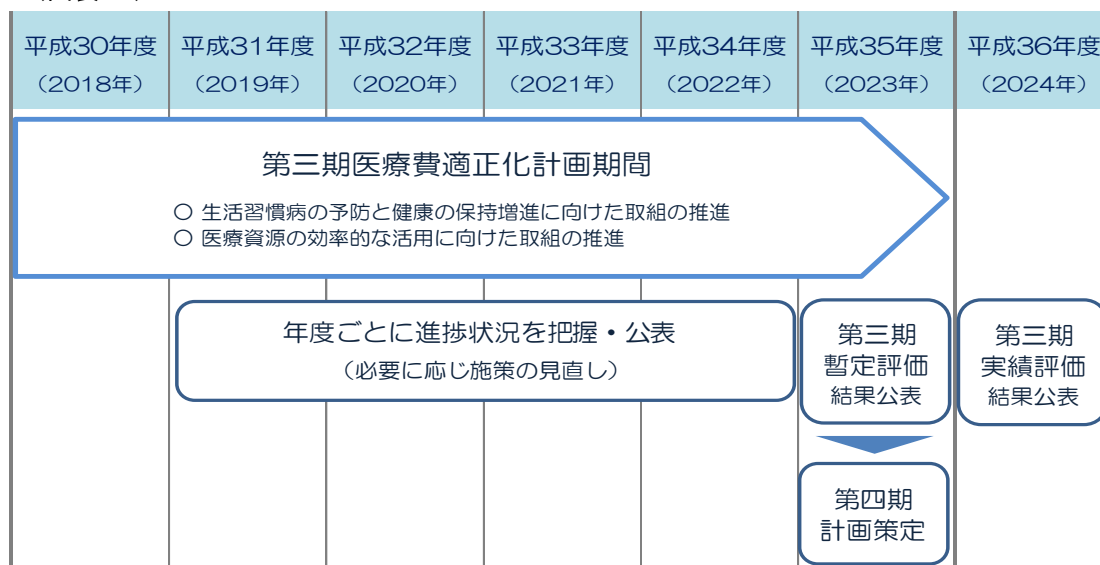 平成30年度
(2018年)
平成31年度
(2019年)
平成32年度
(2020年)
平成33年度
(2021年)
平成34年度
(2022年)
平成35年度
(2023年)
平成36年度
(2024年)
第三期医療費適正化計画期間
○ 生活習慣病の予防と健康の保持増進に向けた取組の推進
○ 医療資源の効率的な活用に向けた取組の推進
年度ごとに進捗状況を把握・公表
(必要に応じ施策の見直し)
第三期
暫定評価
結果公表
第三期
実績評価
結果公表
第四期
計画策定